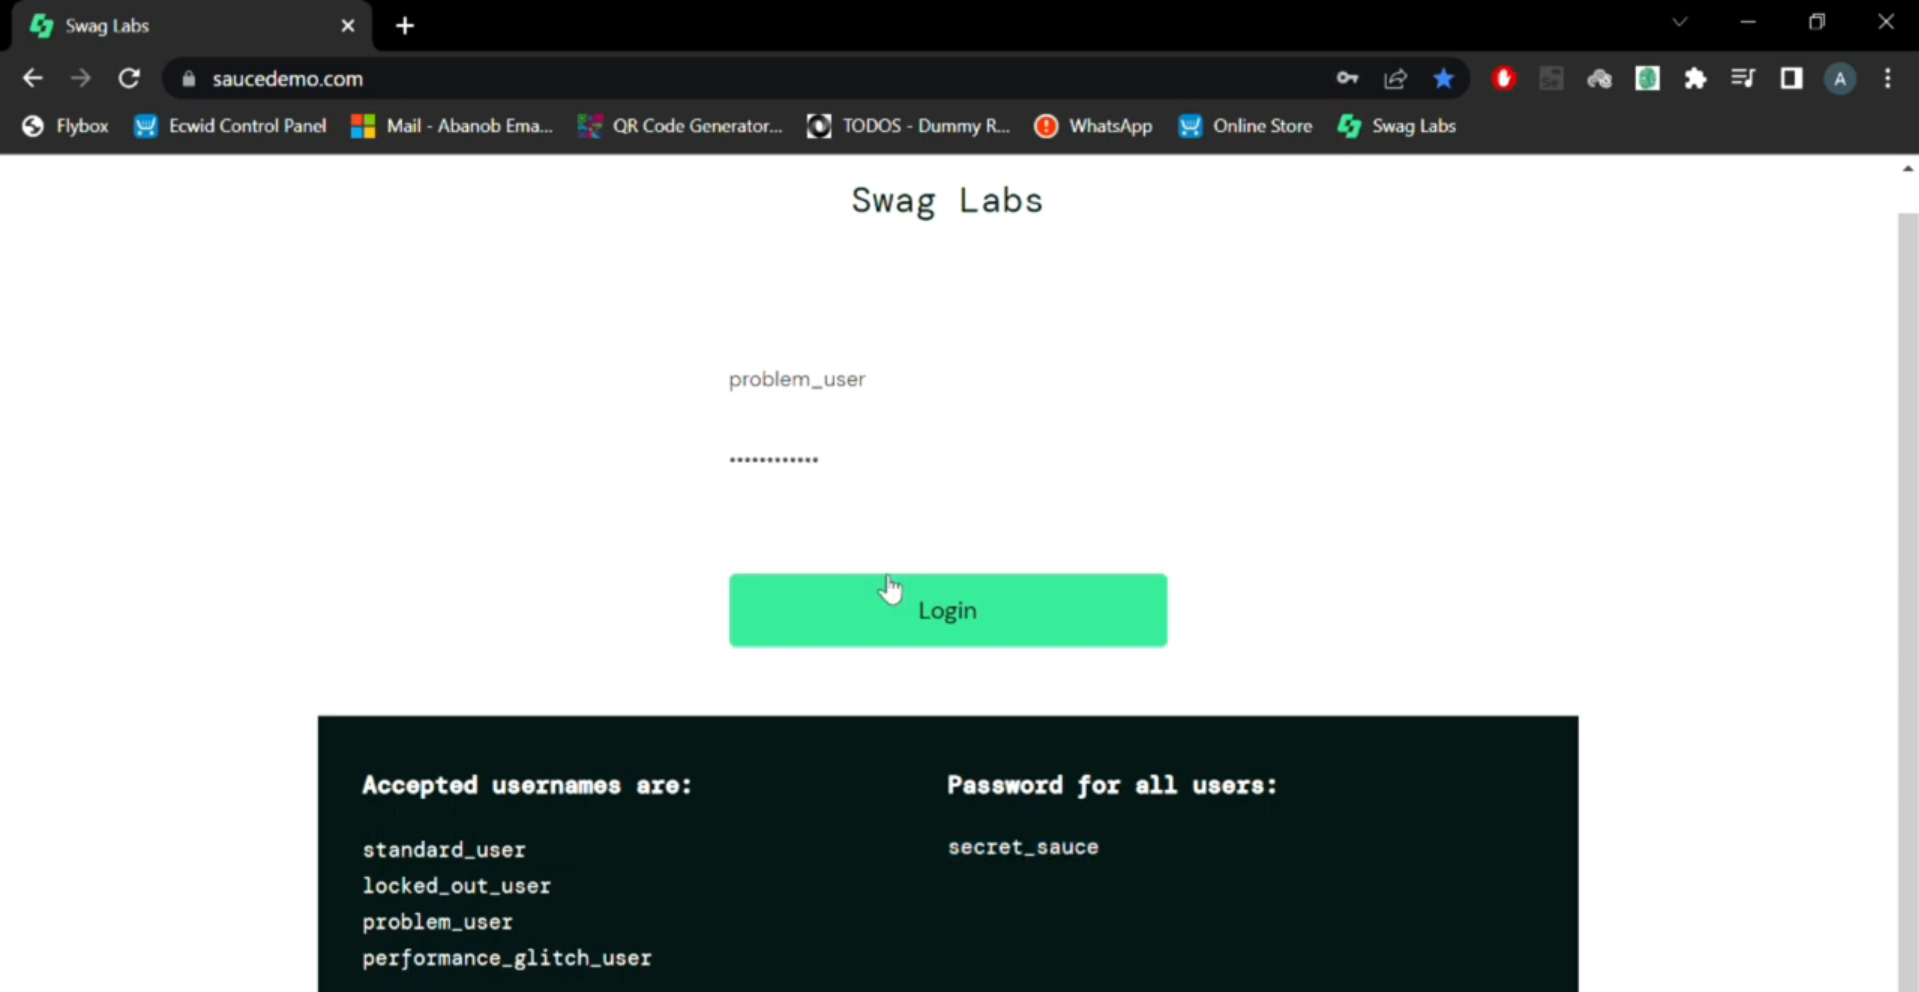 Swag Labs
saucedemo.com
A
Flybox
Ecwid Control Panel
Mail - Abanob Ema...
QR Code Generator...
TODOS - Dummy R...
WhatsApp
Online Store
Swag Labs
Swag Labs
problem_user
••••••••••••
Login
Accepted usernames are:
standard_user
locked_out_user
problem_user
performance_glitch_user
Password for all users:
secret_sauce